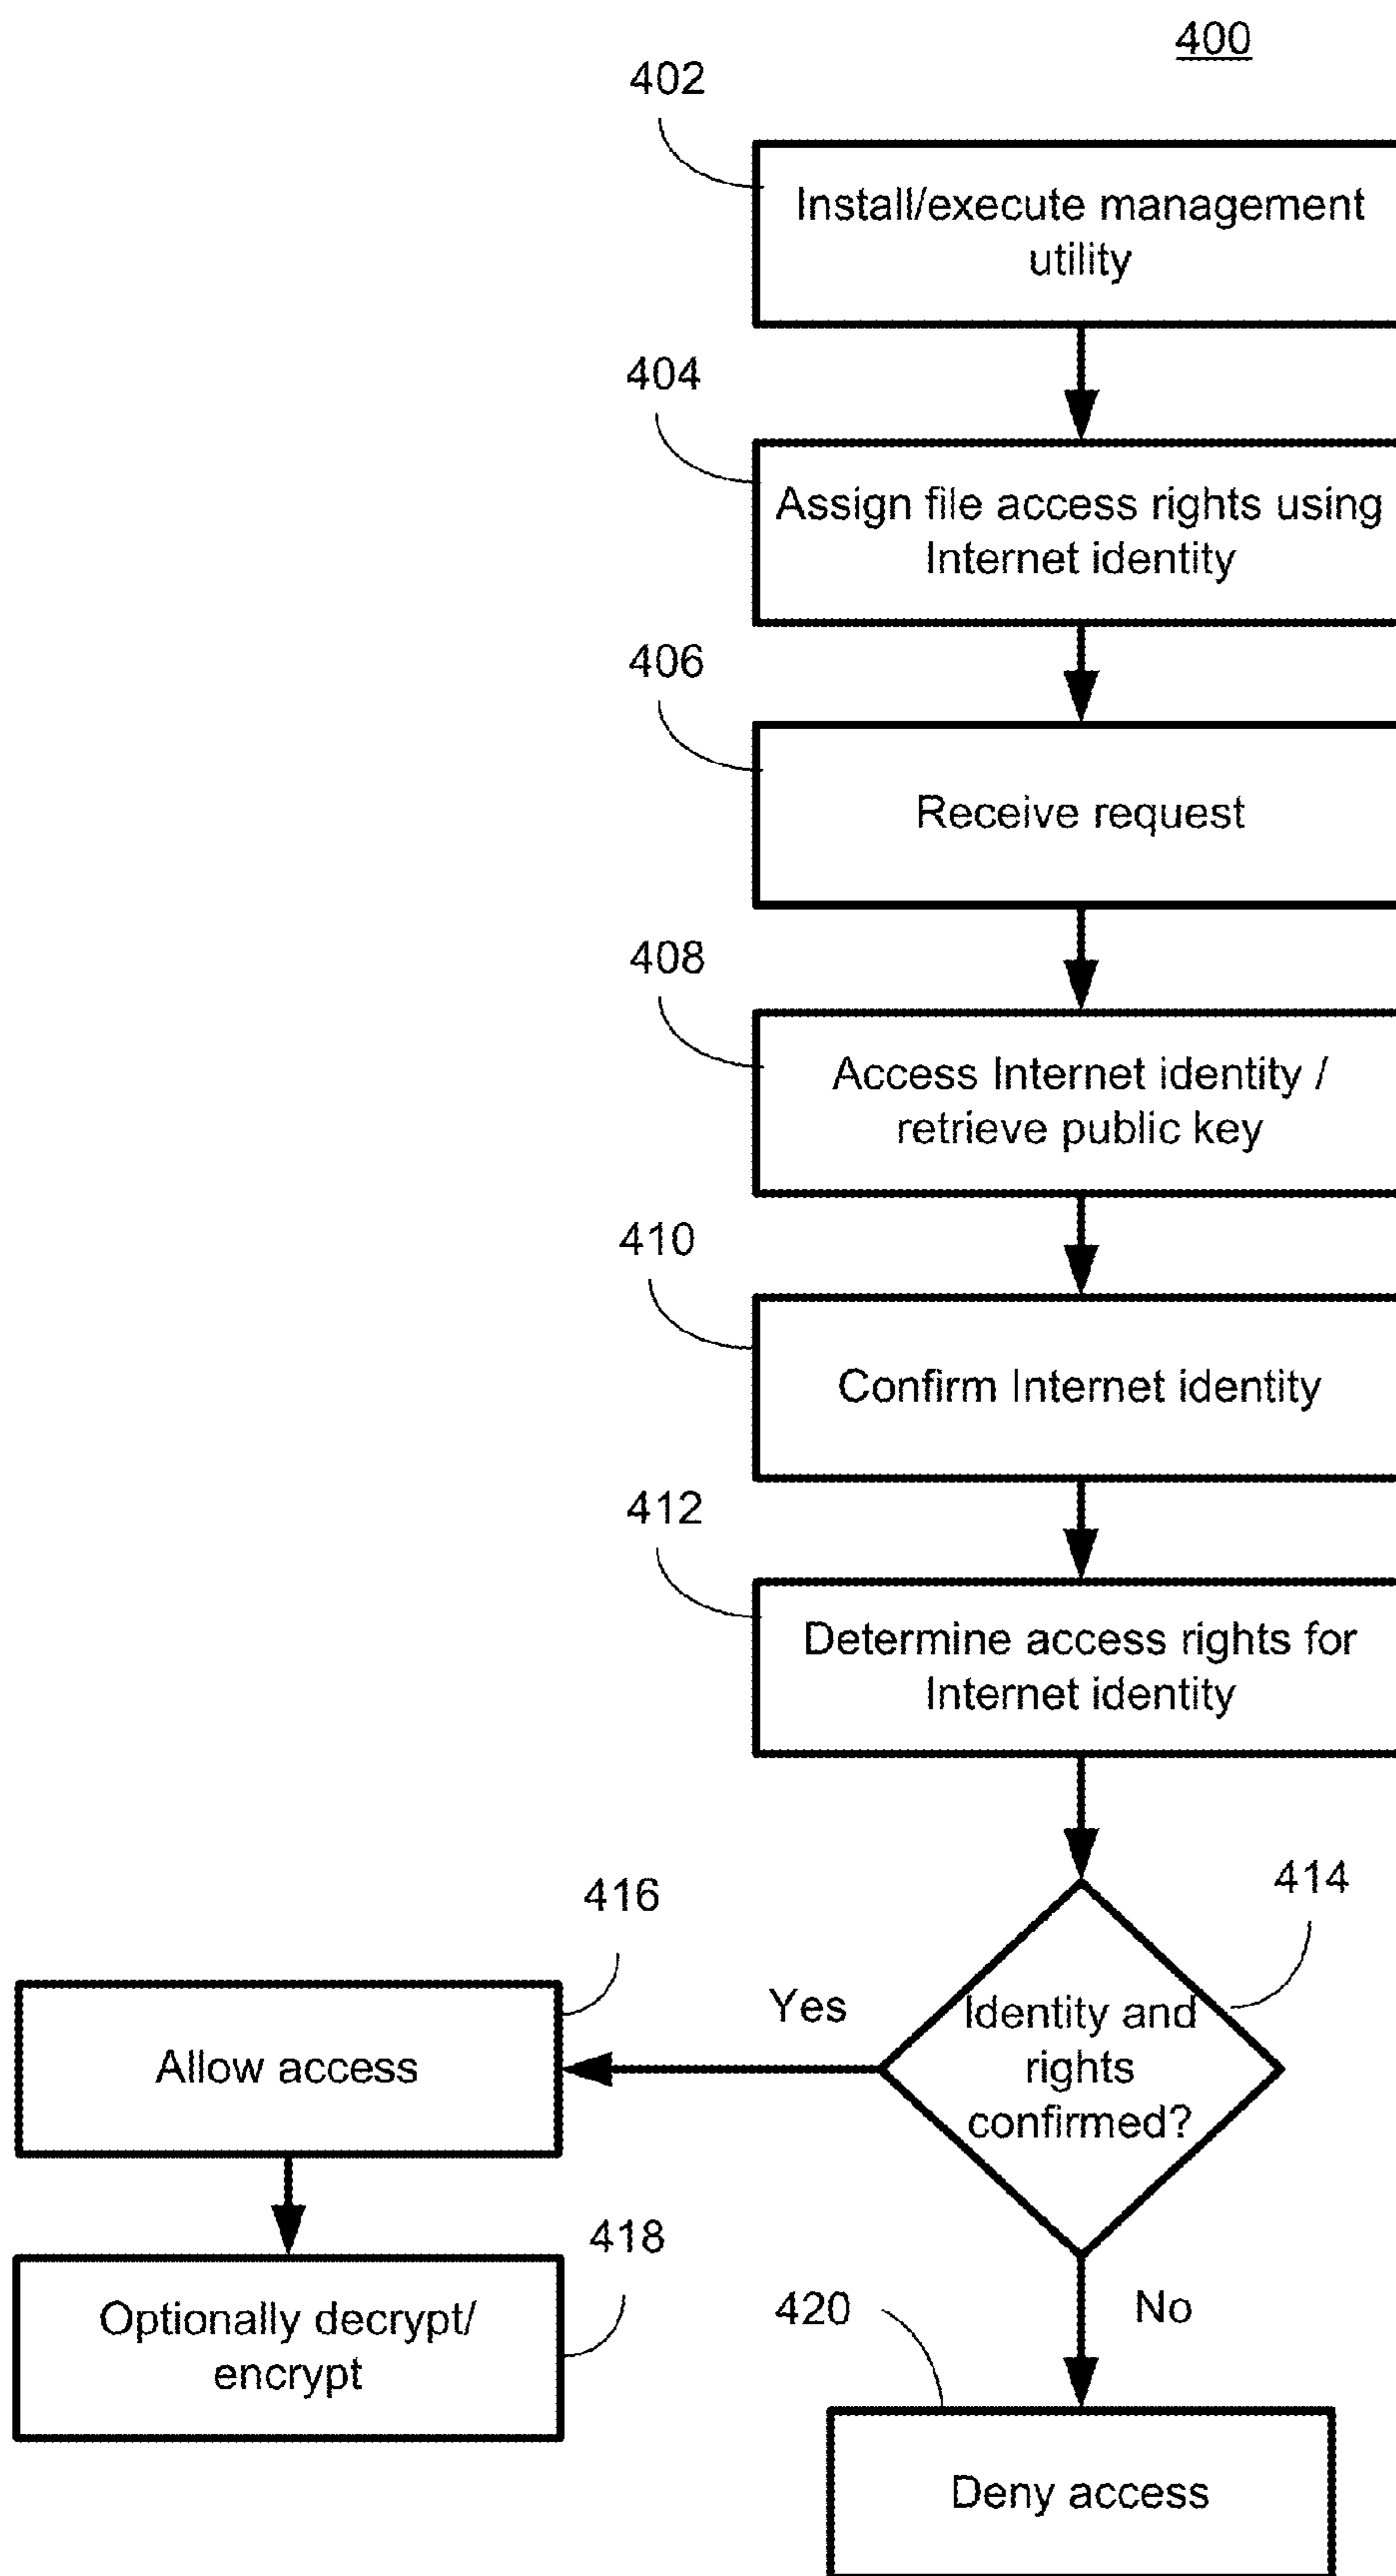 400
402
Install/execute management
utility
404
Assign file access rights using
Internet identity
406
Receive request
408
Access Internet identity /
retrieve public key
410
Confirm Internet identity
412
Determine access rights for
Internet identity
414
Identity and
rights
confirmed?
Yes
416
Allow access
418
Optionally decrypt/
encrypt
No
420
Deny access